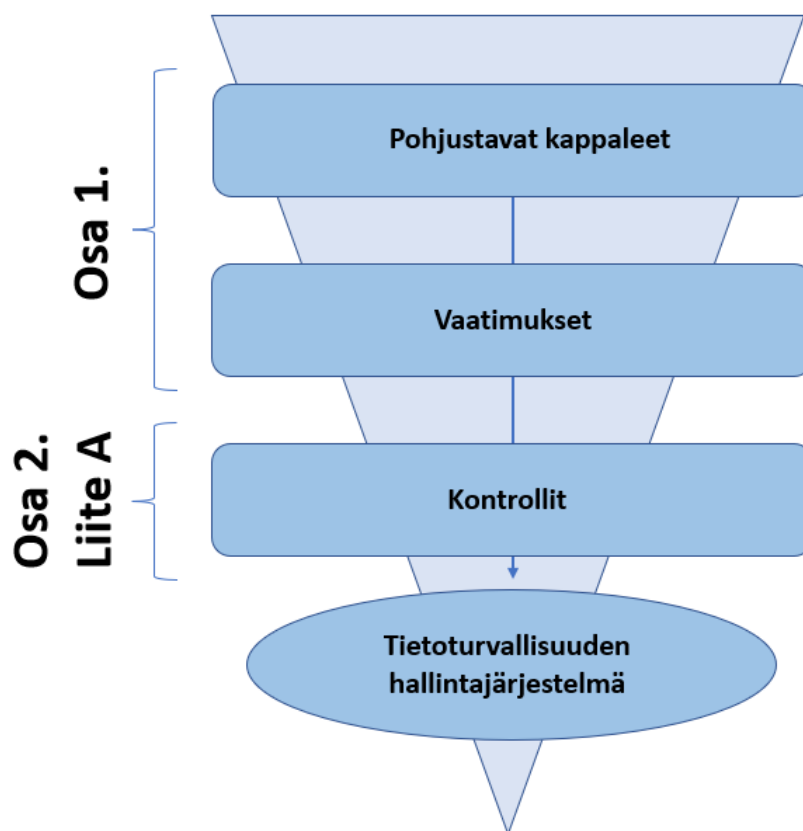 Osa 1.
Pohjustavat kappaleet
Vaatimukset
Osa 2.
Liite A
Kontrollit
Tietoturvallisuuden
hallintajärjestelmä